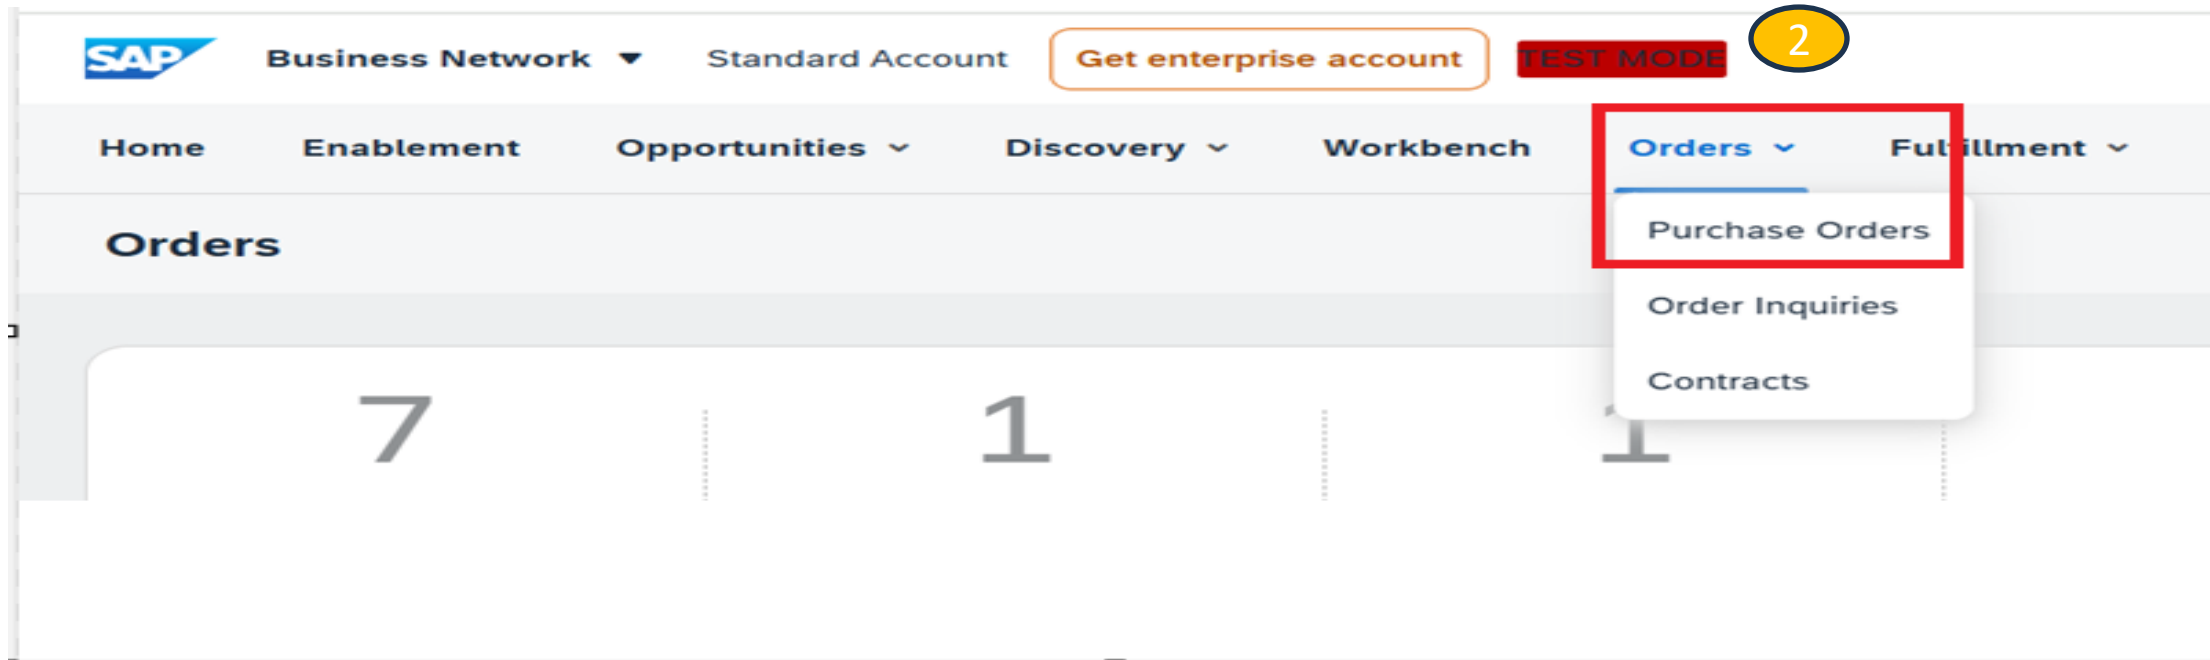 SAP Business Network Standard Account Get enterprise account TEST MODE 2
Home Enablement Opportunities Discovery Workbench Orders Fulfillment
Orders
Purchase Orders
Order Inquiries
Contracts
7 1 1